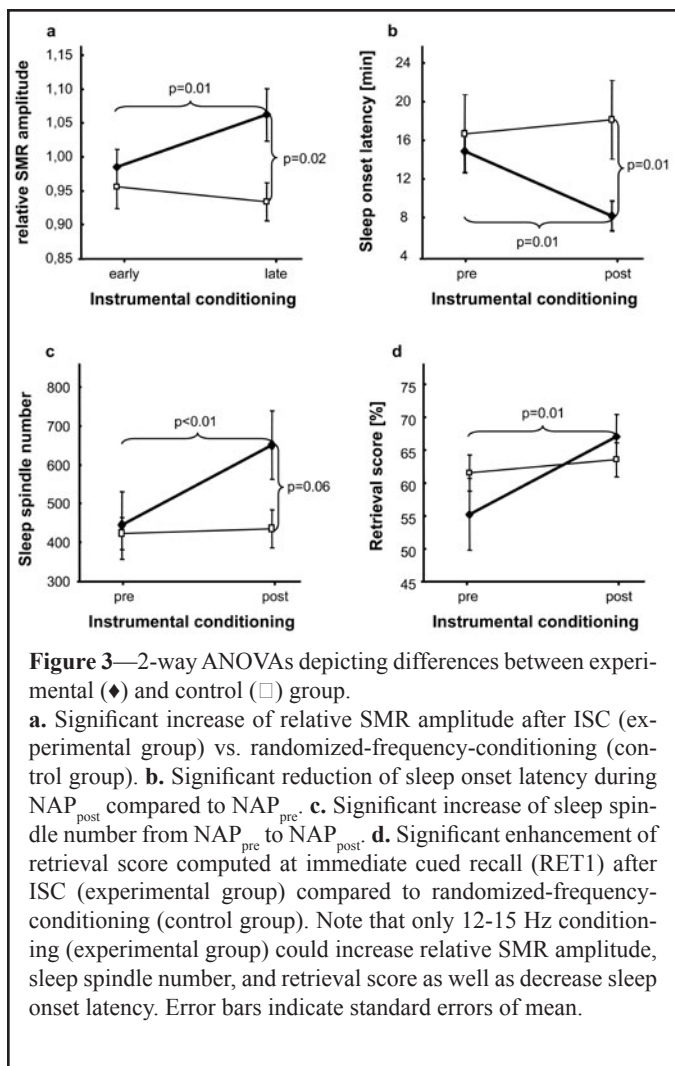 a
relative SMR amplitude
1,15
1,10
1,05
1,00
0,95
0,90
0,85
p=0.01
p=0.02
early
late
Instrumental conditioning
b
Sleep onset latency [min]
24
20
16
12
8
4
p=0.01
p=0.01
pre
post
Instrumental conditioning
c
Sleep spindle number
800
700
600
500
400
300
p<0.01
p=0.06
pre
post
Instrumental conditioning
d
Retrieval score [%]
75
70
65
60
55
50
45
p=0.01
pre
post
Instrumental conditioning
Figure 3—2-way ANOVAs depicting differences between experi-
mental (♦) and control (□) group.
a. Significant increase of relative SMR amplitude after ISC (ex-
perimental group) vs. randomized-frequency-conditioning (con-
trol group). b. Significant reduction of sleep onset latency during
NAPpost compared to NAPpre. c. Significant increase of sleep spin-
dle number from NAPpre to NAPpost. d. Significant enhancement of
retrieval score computed at immediate cued recall (RET1) after
ISC (experimental group) compared to randomized-frequency-
conditioning (control group). Note that only 12-15 Hz condition-
ing (experimental group) could increase relative SMR amplitude,
sleep spindle number, and retrieval score as well as decrease sleep
onset latency. Error bars indicate standard errors of mean.